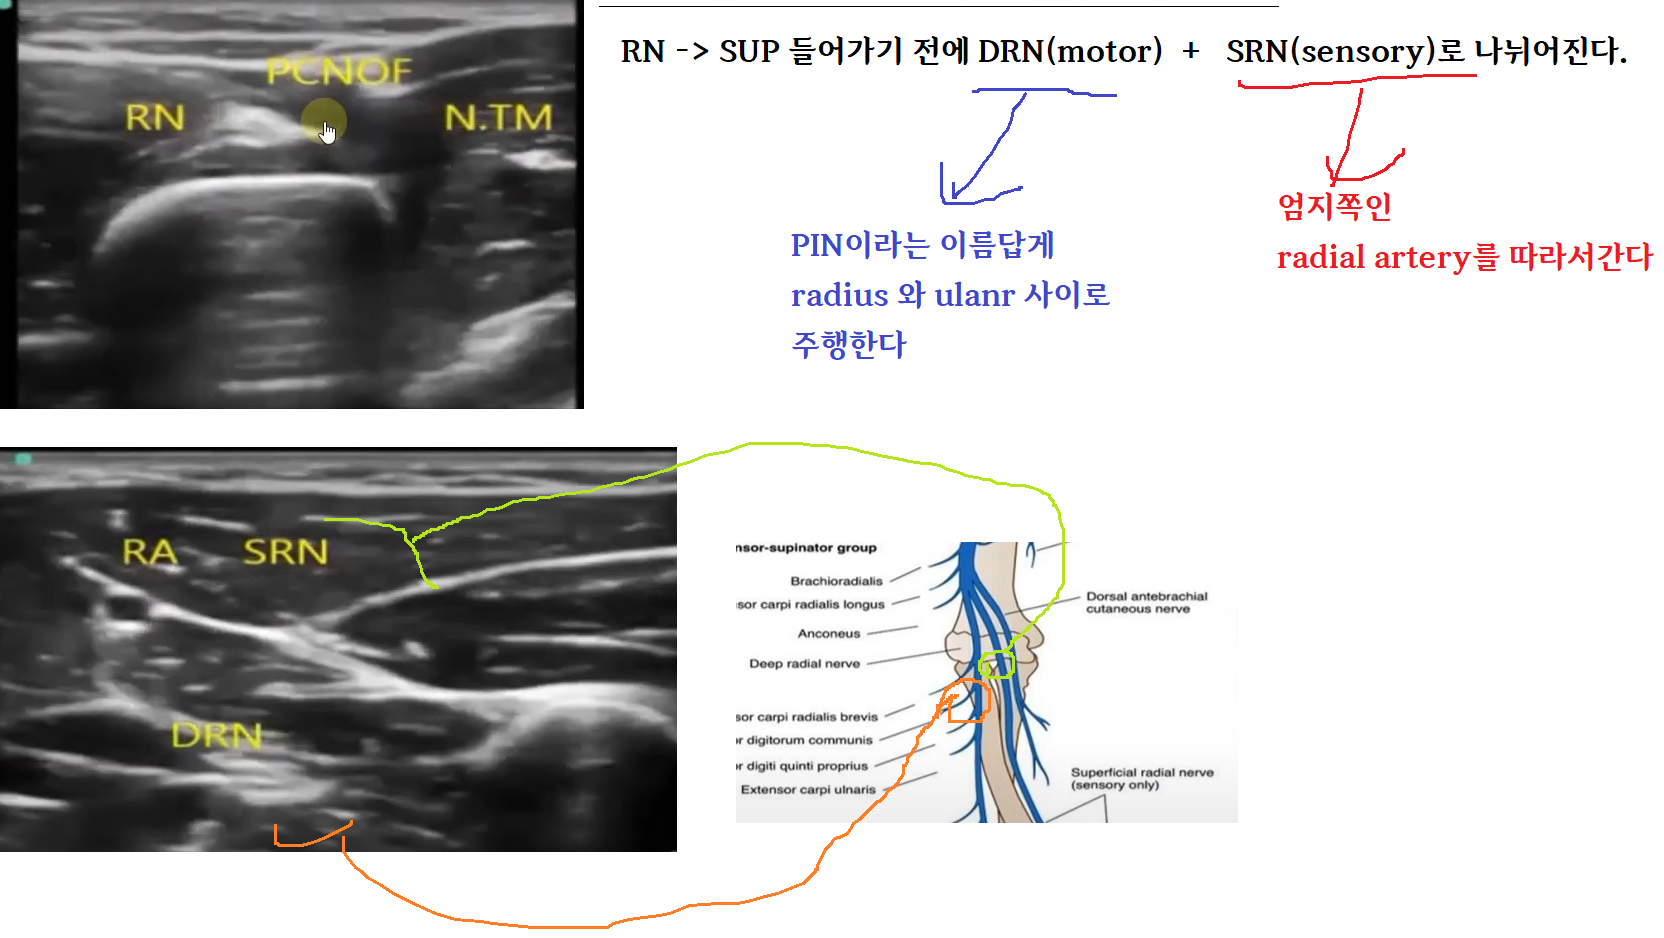 PCNOF
RN
N.TM
RN -> SUP 들어가기 전에 DRN(motor) + SRN(sensory)로 나뉘어진다.
PIN이라는 이름답게
radius 와 ulanr 사이로
주행한다
엄지쪽인
radial artery를 따라서간다
RA
SRN
DRN
nsor-supinator group
Brachioradialis
sor carpi radialis longus
Anconeus
Deep radial nerve
sor carpi radialis brevis
r digitorum communis
r digiti quinti proprius
Extensor carpi ulnaris
Dorsal antebrachial
cutaneous nerve
Superficial radial nerve
(sensory only)